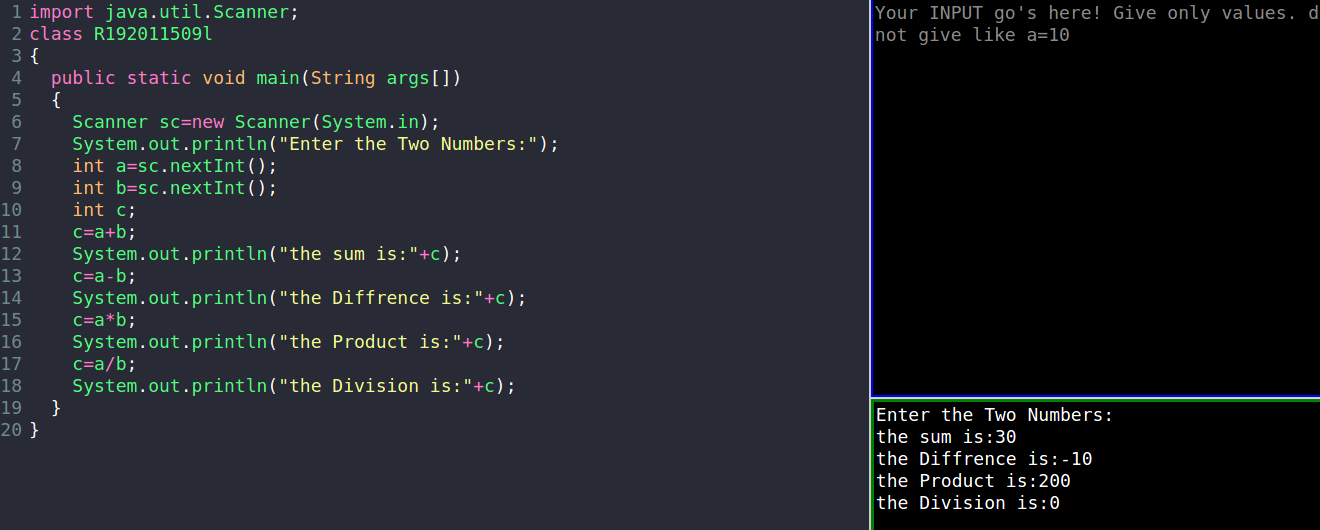 1 import java.util.Scanner;
2 class R192011509l
3 {
4   public static void main(String args[])
5   {
6     Scanner sc=new Scanner(System.in);
7     System.out.println("Enter the Two Numbers:");
8     int a=sc.nextInt();
9     int b=sc.nextInt();
10     int c;
11     c=a+b;
12     System.out.println("the sum is:"+c);
13     c=a-b;
14     System.out.println("the Diffrence is:"+c);
15     c=a*b;
16     System.out.println("the Product is:"+c);
17     c=a/b;
18     System.out.println("the Division is:"+c);
19   }
20 }
Your INPUT go's here! Give only values. d
not give like a=10
Enter the Two Numbers:
the sum is:30
the Diffrence is:-10
the Product is:200
the Division is:0